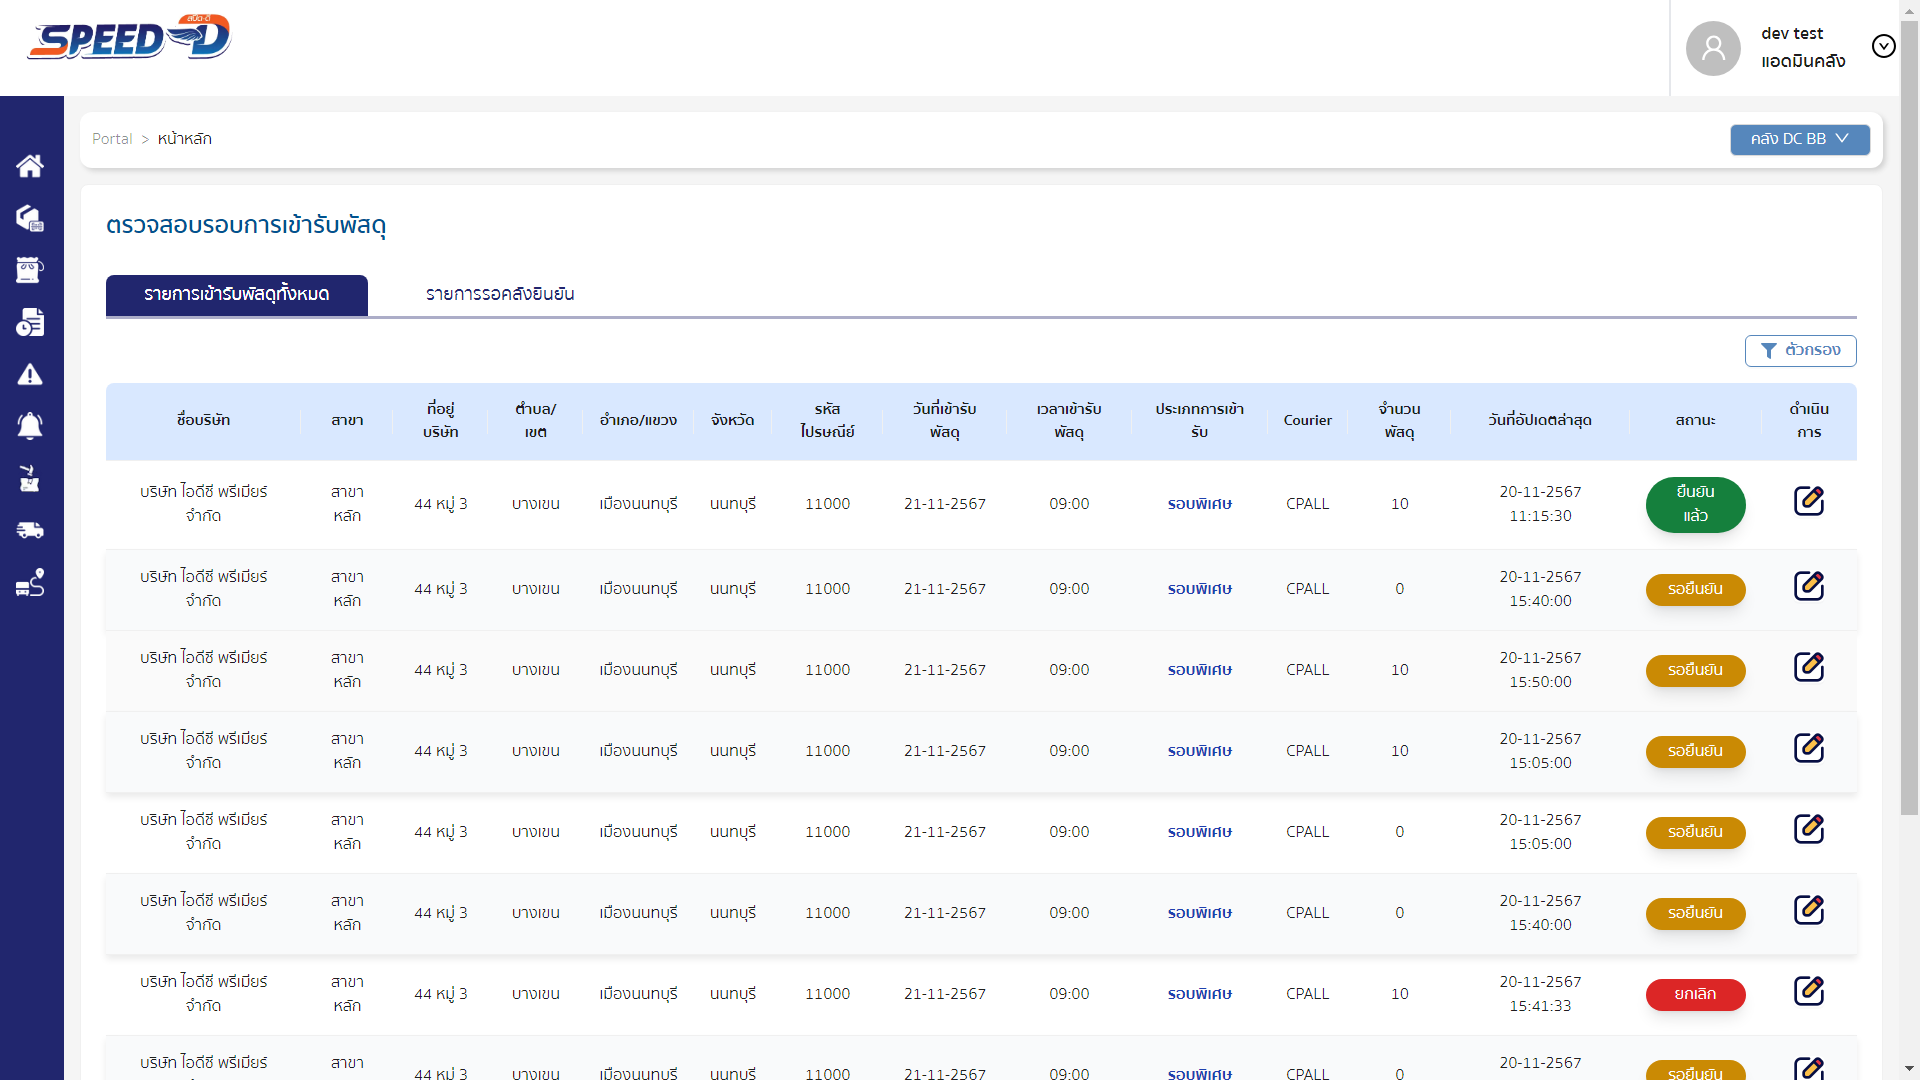 สปีด-ดี
SPEED-D
dev test
แอดมินคลัง
Portal > หน้าหลัก
คลัง DC BB
ตรวจสอบรอบการเข้ารับพัสดุ
รายการเข้ารับพัสดุทั้งหมด
รายการรอคลังยืนยัน
ตัวกรอง
ชื่อบริษัท สาขา ที่อยู่บริษัท ตำบล/เขต อำเภอ/แขวง จังหวัด รหัสไปรษณีย์ วันที่เข้ารับพัสดุ เวลาเข้ารับพัสดุ ประเภทการเข้ารับ Courier จำนวนพัสดุ วันที่อัปเดตล่าสุด สถานะ ดำเนินการ
บริษัท ไอดีซี พรีเมียร์ จำกัด สาขาหลัก 44 หมู่ 3 บางเขน เมืองนนทบุรี นนทบุรี 11000 21-11-2567 09:00 รอบพิเศษ CPALL 10 20-11-2567 11:15:30 ยืนยันแล้ว
บริษัท ไอดีซี พรีเมียร์ จำกัด สาขาหลัก 44 หมู่ 3 บางเขน เมืองนนทบุรี นนทบุรี 11000 21-11-2567 09:00 รอบพิเศษ CPALL 0 20-11-2567 15:40:00 รอยืนยัน
บริษัท ไอดีซี พรีเมียร์ จำกัด สาขาหลัก 44 หมู่ 3 บางเขน เมืองนนทบุรี นนทบุรี 11000 21-11-2567 09:00 รอบพิเศษ CPALL 10 20-11-2567 15:50:00 รอยืนยัน
บริษัท ไอดีซี พรีเมียร์ จำกัด สาขาหลัก 44 หมู่ 3 บางเขน เมืองนนทบุรี นนทบุรี 11000 21-11-2567 09:00 รอบพิเศษ CPALL 10 20-11-2567 15:05:00 รอยืนยัน
บริษัท ไอดีซี พรีเมียร์ จำกัด สาขาหลัก 44 หมู่ 3 บางเขน เมืองนนทบุรี นนทบุรี 11000 21-11-2567 09:00 รอบพิเศษ CPALL 0 20-11-2567 15:05:00 รอยืนยัน
บริษัท ไอดีซี พรีเมียร์ จำกัด สาขาหลัก 44 หมู่ 3 บางเขน เมืองนนทบุรี นนทบุรี 11000 21-11-2567 09:00 รอบพิเศษ CPALL 0 20-11-2567 15:40:00 รอยืนยัน
บริษัท ไอดีซี พรีเมียร์ จำกัด สาขาหลัก 44 หมู่ 3 บางเขน เมืองนนทบุรี นนทบุรี 11000 21-11-2567 09:00 รอบพิเศษ CPALL 10 20-11-2567 15:41:33 ยกเลิก
บริษัท ไอดีซี พรีเมียร์ สาขา 44 หมู่ 3 บางเขน เมืองนนทบุรี นนทบุรี 11000 21-11-2567 09:00 รอบพิเศษ CPALL 0 20-11-2567 รอยืนยัน